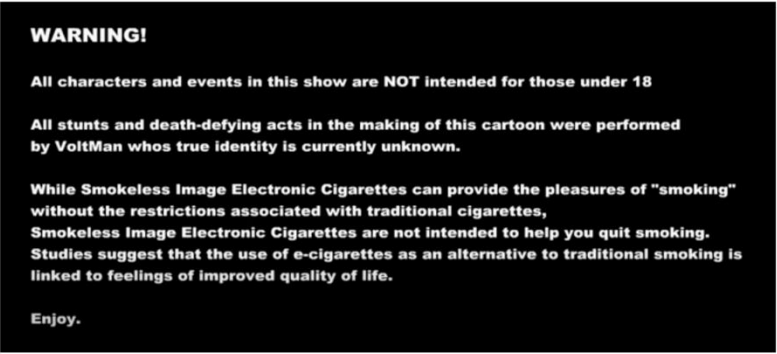 WARNING!
All characters and events in this show are NOT intended for those under 18
All stunts and death-defying acts in the making of this cartoon were performed
by VoltMan whos true identity is currently unknown.
While Smokeless Image Electronic Cigarettes can provide the pleasures of "smoking"
without the restrictions associated with traditional cigarettes,
Smokeless Image Electronic Cigarettes are not intended to help you quit smoking.
Studies suggest that the use of e-cigarettes as an alternative to traditional smoking is
linked to feelings of improved quality of life.
Enjoy.